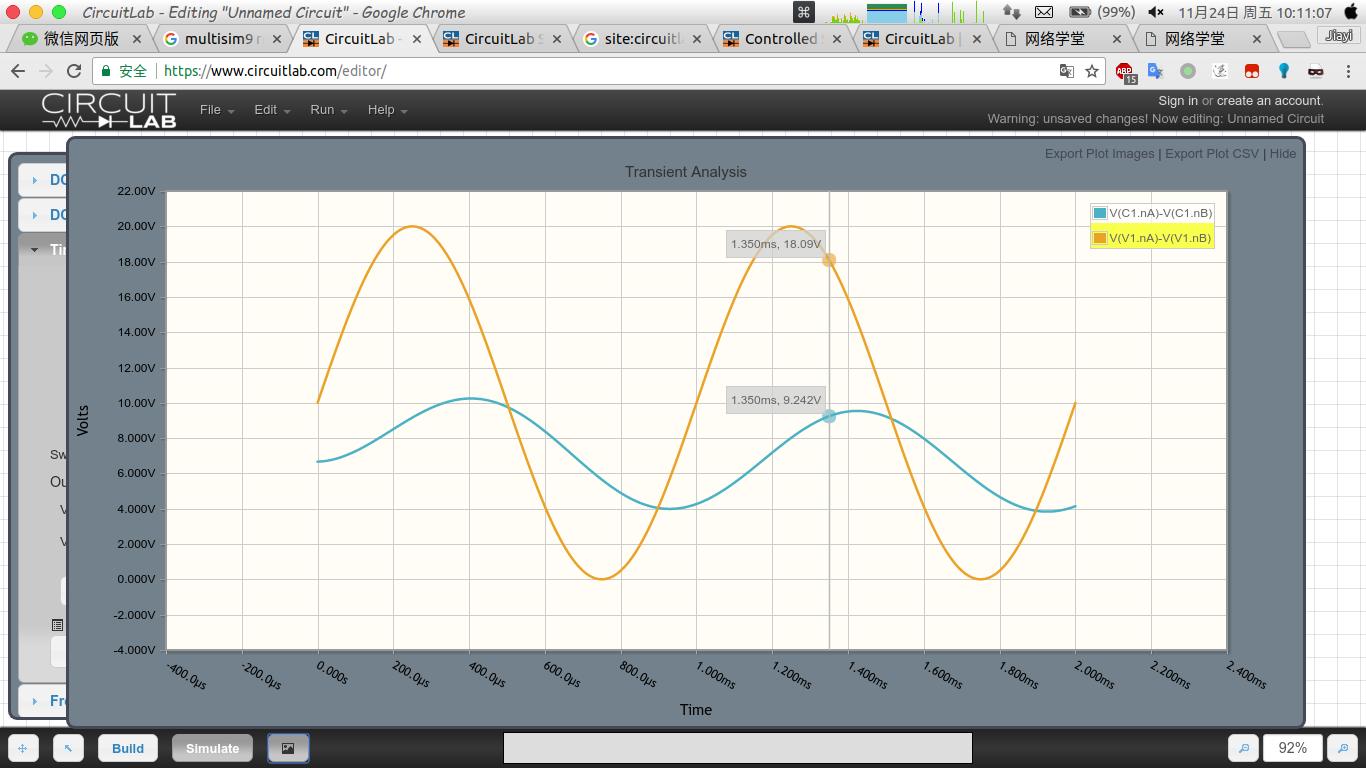 CircuitLab - Editing "Unnamed Circuit" - Google Chrome
(99%)
11月24日 周五 10:11:07
微信网页版
multisim9 r
CircuitLab -
CircuitLab S
site:circuitl
Controlled S
CircuitLab |
网络学堂
网络学堂
Jiayi
安全
https://www.circuitlab.com/editor/
ABP
15
CIRCUIT
LAB
File
Edit
Run
Help
Sign in or create an account.
Warning: unsaved changes! Now editing: Unnamed Circuit
Export Plot Images | Export Plot CSV | Hide
DC
DC
Tim
Sw
Ou
V
V
Fre
Transient Analysis
V(C1.nA)-V(C1.nB)
V(V1.nA)-V(V1.nB)
22.00V
20.00V
18.00V
16.00V
14.00V
12.00V
10.00V
8.000V
6.000V
4.000V
2.000V
0.000V
-2.000V
-4.000V
Volts
1.350ms, 18.09V
1.350ms, 9.242V
-400.0µs
-200.0µs
0.000s
200.0µs
400.0µs
600.0µs
800.0µs
1.000ms
1.200ms
1.400ms
1.600ms
1.800ms
2.000ms
2.200ms
2.400ms
Time
Build
Simulate
92%